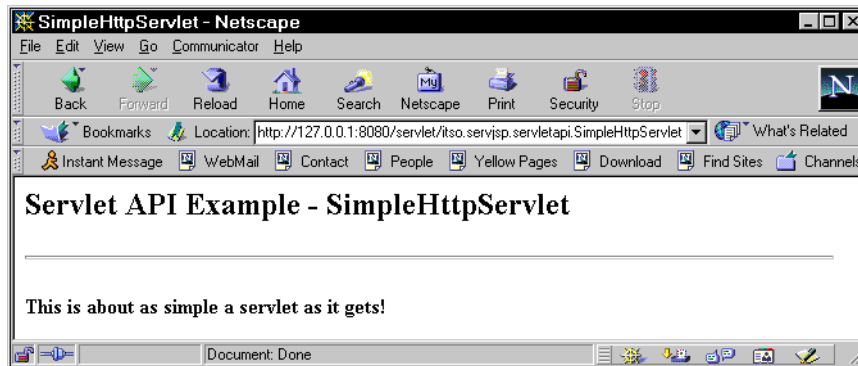 SimpleHttpServlet - Netscape
File Edit View Go Communicator Help
Back Forward Reload Home Search Netscape Print Security Stop
Bookmarks Location: http://127.0.0.1:8080/servlet/itso.servjsp.servletapi.SimpleHttpServlet What's Related
Instant Message WebMail Contact People Yellow Pages Download Find Sites Channels
Servlet API Example - SimpleHttpServlet
This is about as simple a servlet as it gets!
Document: Done